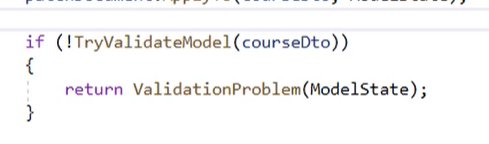 if (!TryValidateModel(courseDto))
{
return ValidationProblem(ModelState);
}